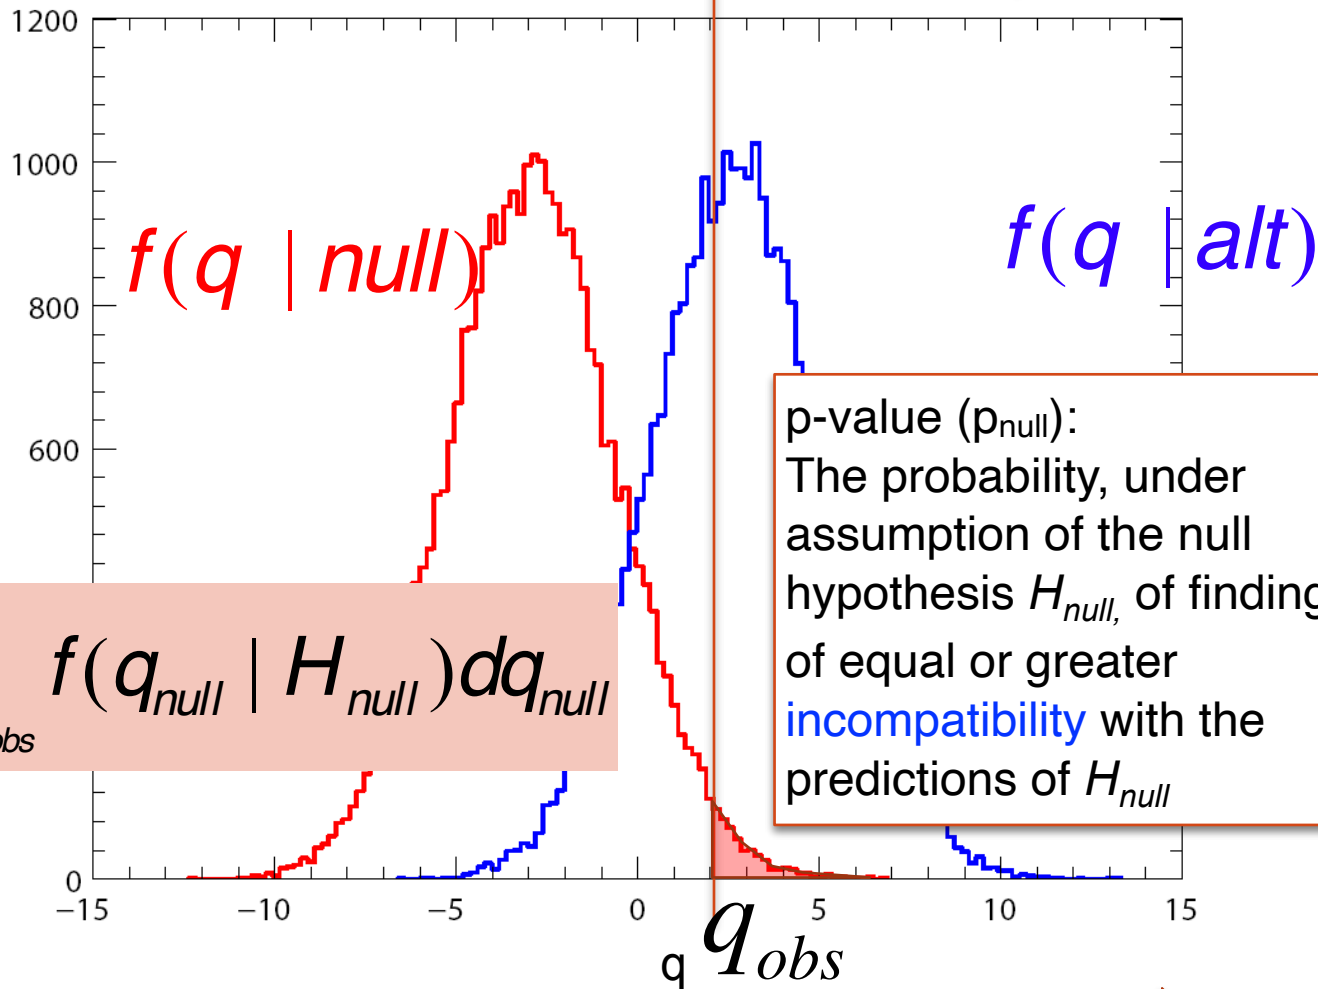 1200
1000
800
600
0
f(q | null)
f(q | alt)
p-value (pnull):
The probability, under
assumption of the null
hypothesis Hnull, of finding
of equal or greater
incompatibility with the
predictions of Hnull
f(qnull | Hnull)dqnull
obs
−15 −10 −5 0 5 10 15
q qobs